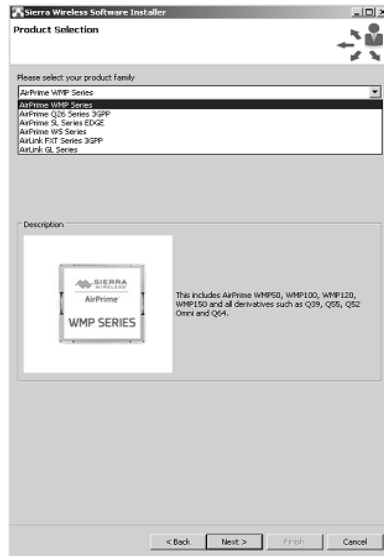 Sierra Wireless Software Installer
Product Selection
Please select your product family
AirPrime WMP Series
AirPrime WMP Series
AirPrime Q26 Series 3GPP
AirPrime SL Series EDGE
AirPrime WS Series
AirLink FXT Series 3GPP
AirLink GL Series
Description
SIERRA
WIRELESS
AirPrime
WMP SERIES
This includes AirPrime WMP50, WMP100, WMP120,
WMP150 and all derivatives such as Q39, Q55, Q52
Omni and Q64.
< Back
Next >
Finish
Cancel